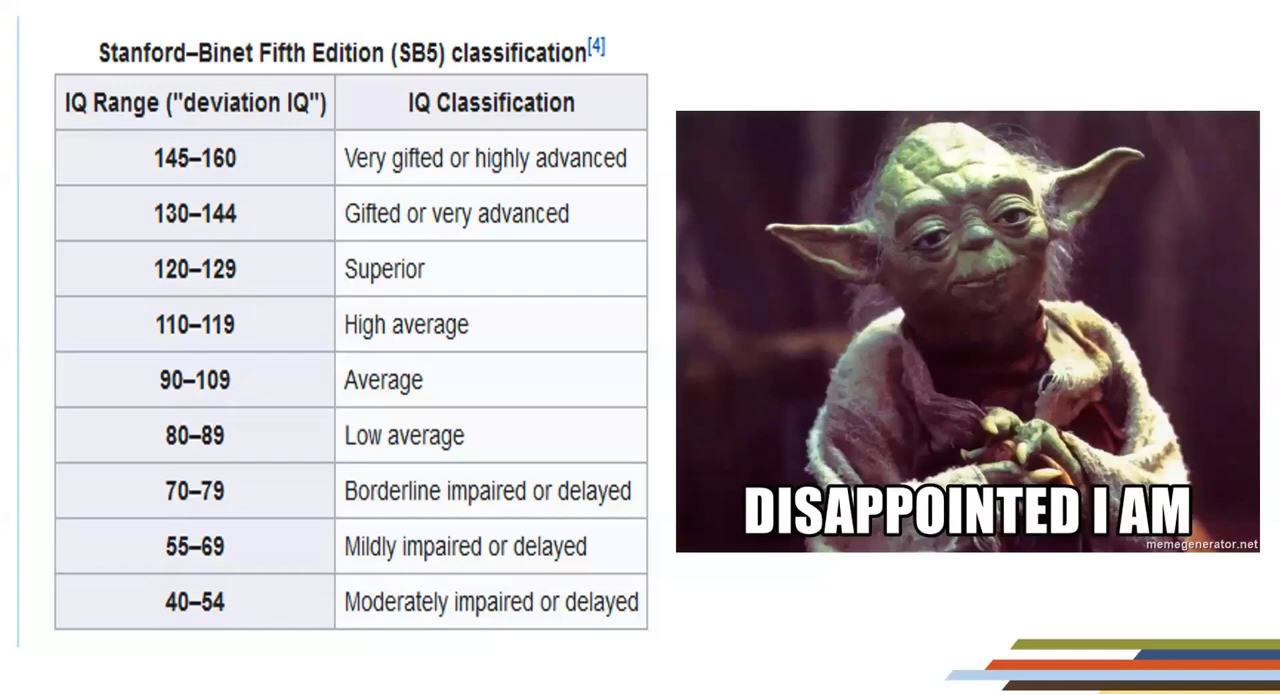 Stanford–Binet Fifth Edition (SB5) classification[4]
IQ Range ("deviation IQ") IQ Classification
145–160 Very gifted or highly advanced
130–144 Gifted or very advanced
120–129 Superior
110–119 High average
90–109 Average
80–89 Low average
70–79 Borderline impaired or delayed
55–69 Mildly impaired or delayed
40–54 Moderately impaired or delayed
DISAPPOINTED I AM
memegenerator.net